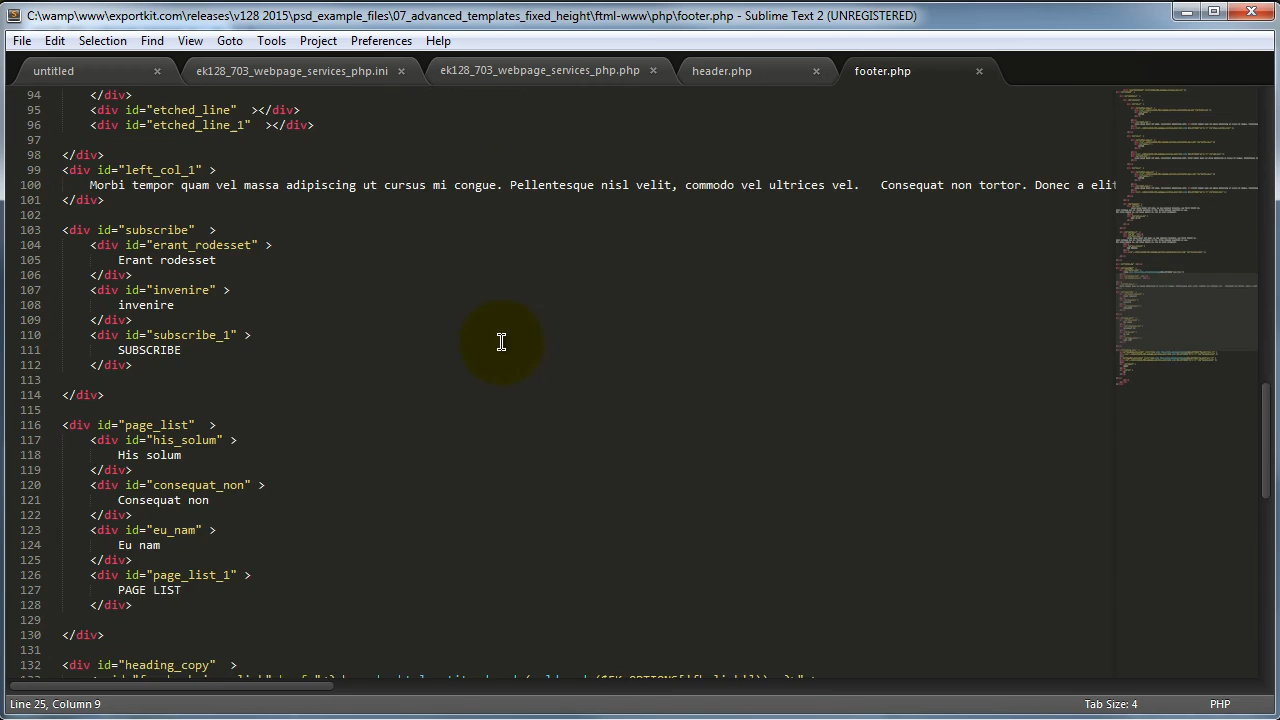 C:\wamp\www\exportkit.com\releases\v128 2015\psd_example_files\07_advanced_templates_fixed_height\ftml-www\php\footer.php - Sublime Text 2 (UNREGISTERED)
File Edit Selection Find View Goto Tools Project Preferences Help
untitled ek128_703_webpage_services_php.ini ek128_703_webpage_services_php.php header.php footer.php
94 </div>
95 <div id="etched_line" ></div>
96 <div id="etched_line_1" ></div>
97
98 </div>
99 <div id="left_col_1" >
100 Morbi tempor quam vel massa adipiscing ut cursus mi congue. Pellentesque nisl velit, commodo vel ultrices vel. Consequat non tortor. Donec a elit
101 </div>
102
103 <div id="subscribe" >
104 <div id="erant_rodesset" >
105 Erant rodesset
106 </div>
107 <div id="invenire" >
108 invenire
109 </div>
110 <div id="subscribe_1" >
111 SUBSCRIBE
112 </div>
113
114 </div>
115
116 <div id="page_list" >
117 <div id="his_solum" >
118 His solum
119 </div>
120 <div id="consequat_non" >
121 Consequat non
122 </div>
123 <div id="eu_nam" >
124 Eu nam
125 </div>
126 <div id="page_list_1" >
127 PAGE LIST
128 </div>
129
130 </div>
131
132 <div id="heading_copy" >
Line 25, Column 9 Tab Size: 4 PHP